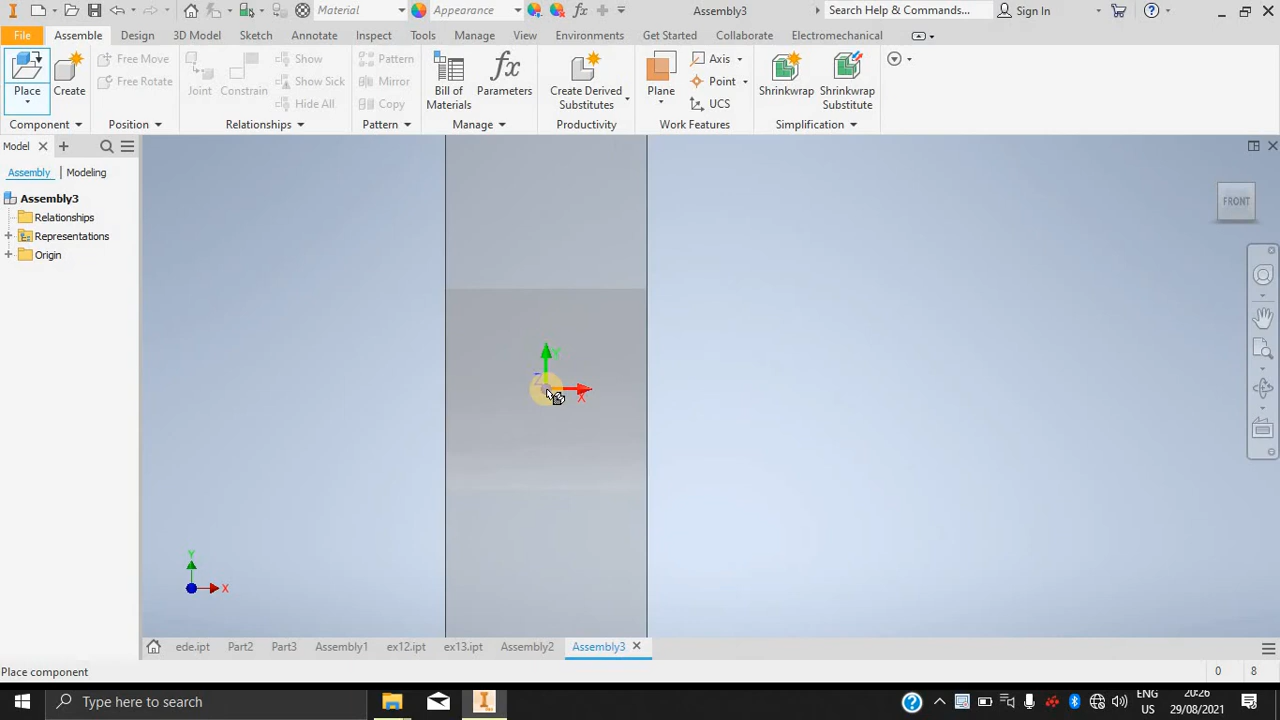 Material Appearance fx Assembly3 Search Help & Commands... Sign In
File Assemble Design 3D Model Sketch Annotate Inspect Tools Manage View Environments Get Started Collaborate Electromechanical
Place Create Free Move Free Rotate Joint Constrain Show Show Sick Hide All Pattern Mirror Copy Bill of Materials fx Parameters Create Derived Substitutes Plane Axis Point UCS Shrinkwrap Shrinkwrap Substitute
Component Position Relationships Pattern Manage Productivity Work Features Simplification
Model
Assembly Modeling
Assembly3
Relationships
Representations
Origin
FRONT
Y
Z
X
Y
X
ede.ipt Part2 Part3 Assembly1 ex12.ipt ex13.ipt Assembly2 Assembly3
Place component 0 8
Type here to search ENG US 20:26 29/08/2021